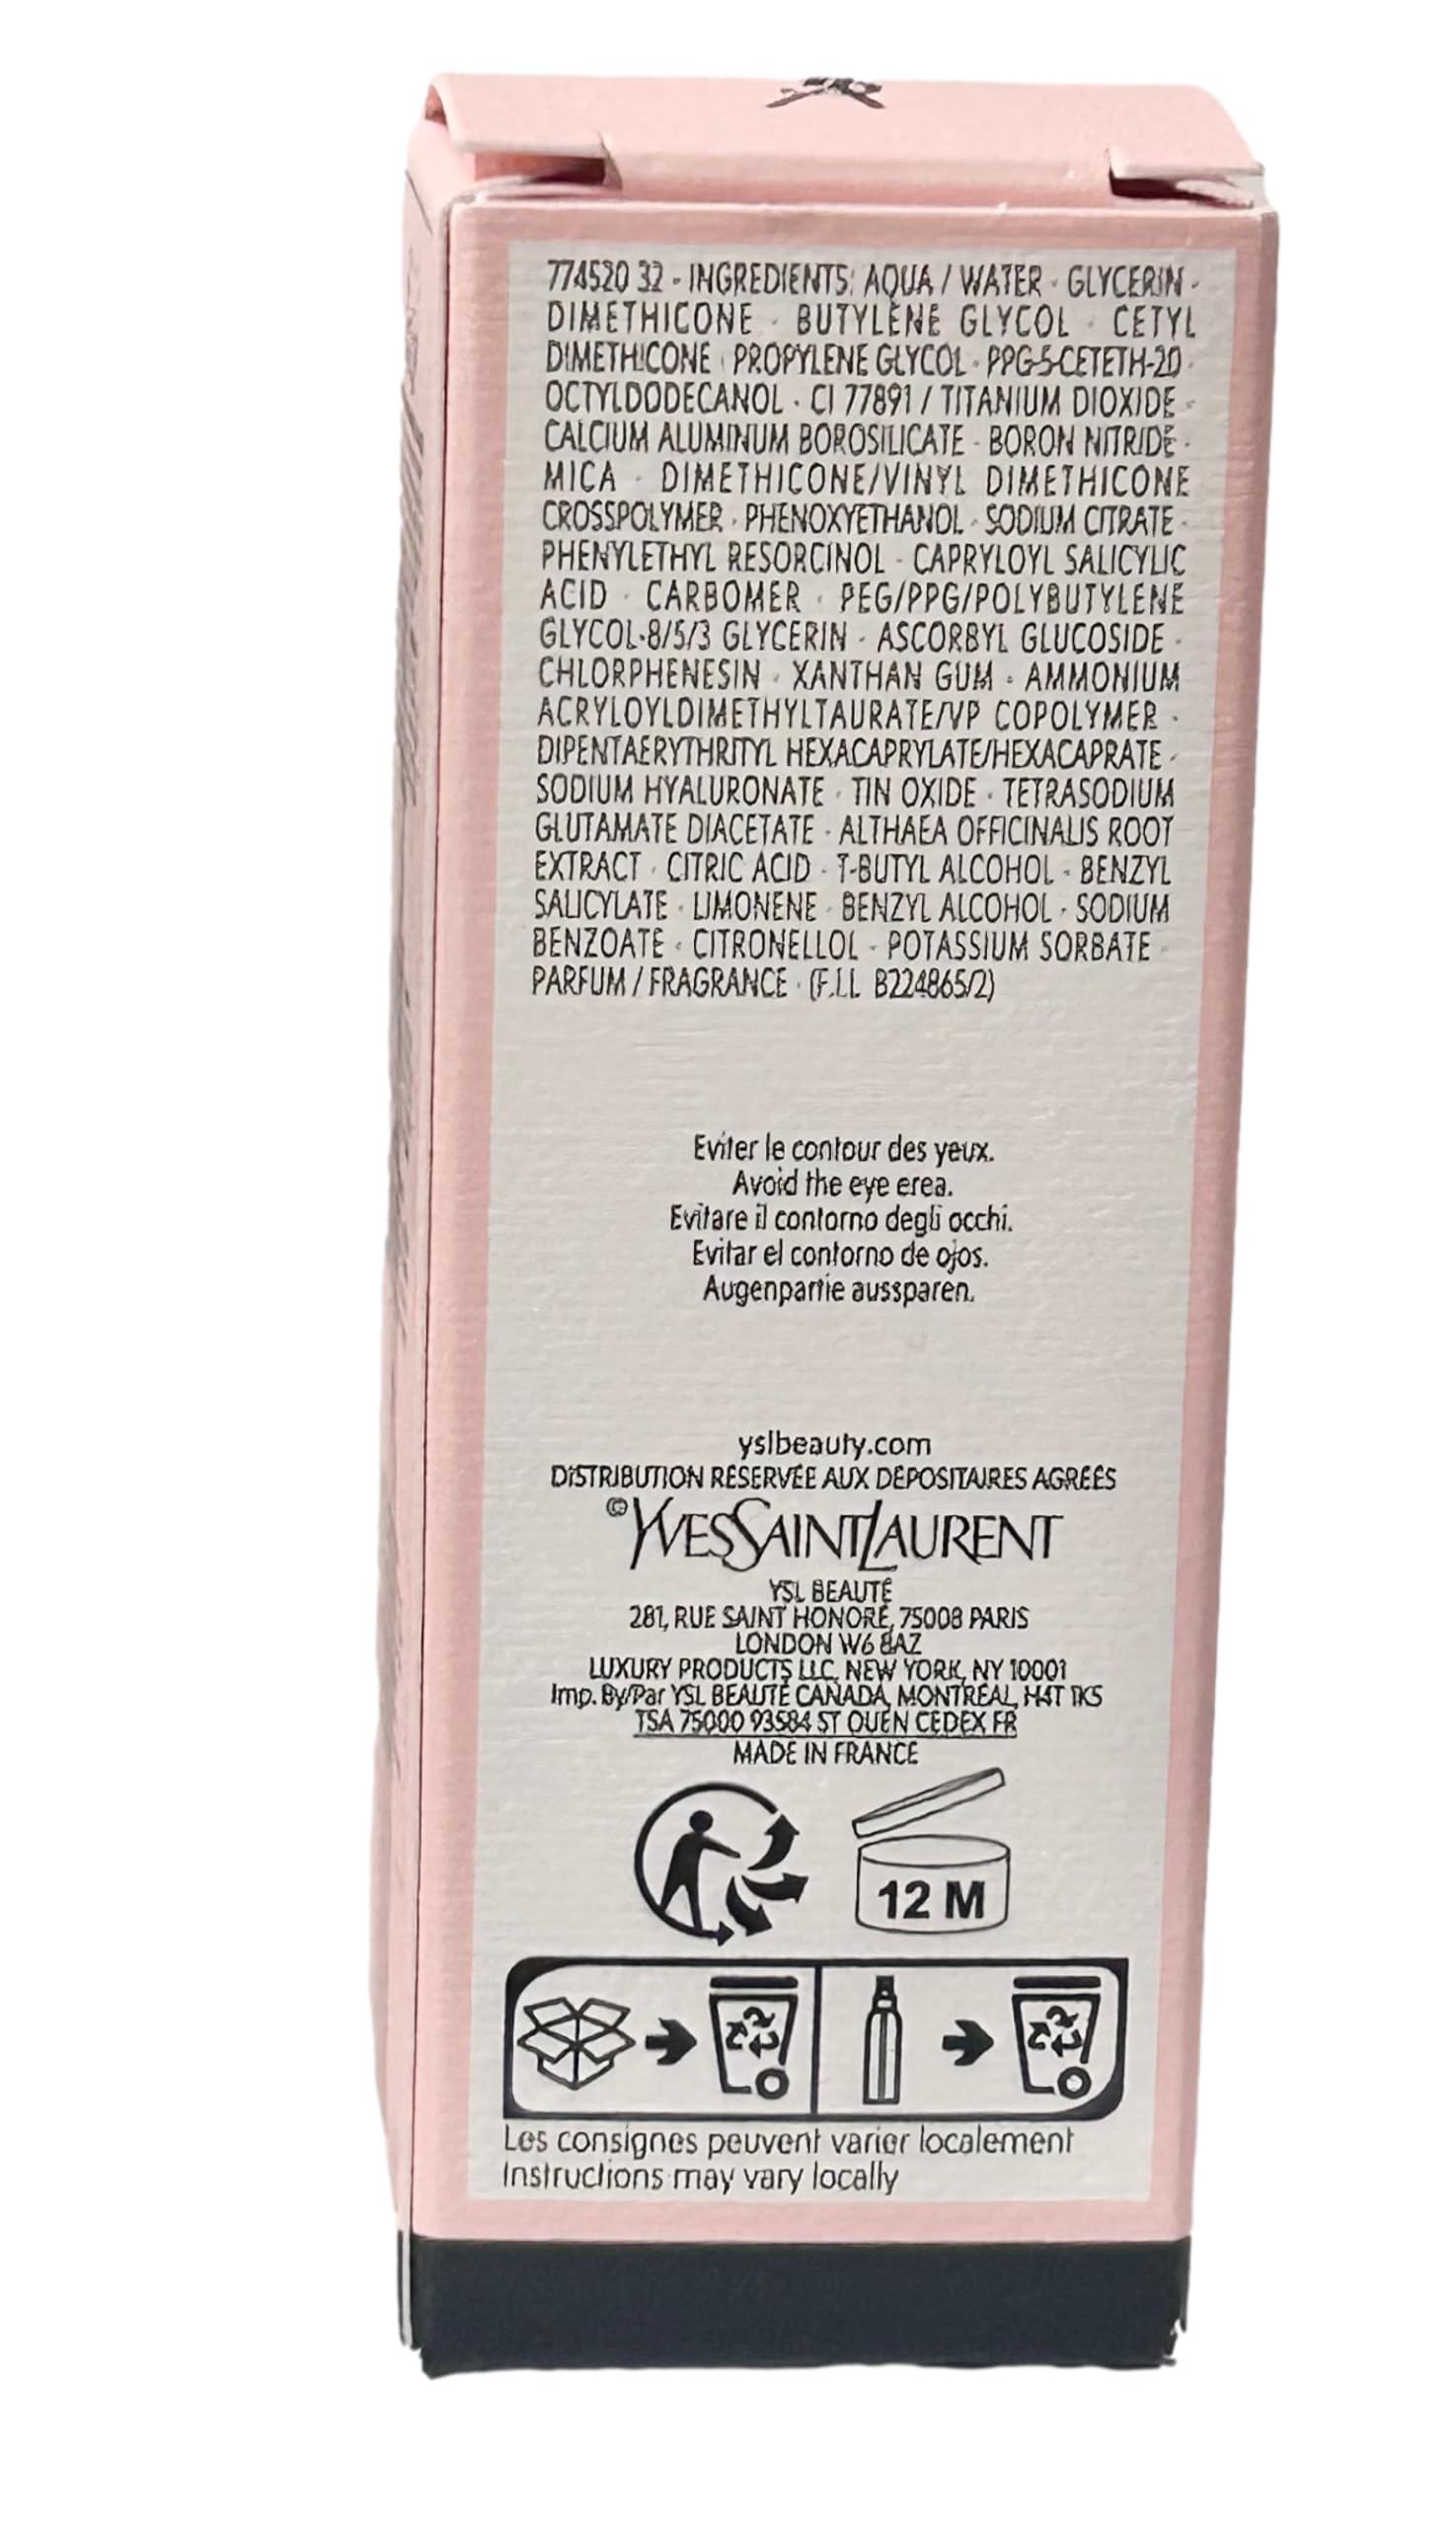 774520 32 - INGREDIENTS: AQUA / WATER · GLYCERIN ·
DIMETHICONE · BUTYLENE GLYCOL · CETYL
DIMETHICONE · PROPYLENE GLYCOL · PPG-5-CETETH-20 ·
OCTYLDODECANOL · CI 77891 / TITANIUM DIOXIDE ·
CALCIUM ALUMINUM BOROSILICATE · BORON NITRIDE ·
MICA · DIMETHICONE/VINYL DIMETHICONE
CROSSPOLYMER · PHENOXYETHANOL · SODIUM CITRATE ·
PHENYLETHYL RESORCINOL · CAPRYLOYL SALICYLIC
ACID · CARBOMER · PEG/PPG/POLYBUTYLENE
GLYCOL-8/5/3 GLYCERIN · ASCORBYL GLUCOSIDE ·
CHLORPHENESIN · XANTHAN GUM · AMMONIUM
ACRYLOYLDIMETHYLTAURATE/VP COPOLYMER ·
DIPENTAERYTHRITYL HEXACAPRYLATE/HEXACAPRATE ·
SODIUM HYALURONATE · TIN OXIDE · TETRASODIUM
GLUTAMATE DIACETATE · ALTHAEA OFFICINALIS ROOT
EXTRACT · CITRIC ACID · T-BUTYL ALCOHOL · BENZYL
SALICYLATE · LIMONENE · BENZYL ALCOHOL · SODIUM
BENZOATE · CITRONELLOL · POTASSIUM SORBATE ·
PARFUM / FRAGRANCE · (F.I.L B224865/2)
Eviter le contour des yeux.
Avoid the eye erea.
Evitare il contorno degli occhi.
Evitar el contorno de ojos.
Augenpartie aussparen.
yslbeauty.com
DISTRIBUTION RÉSERVÉE AUX DÉPOSITAIRES AGRÉÉS
©YVESSAINTLAURENT
YSL BEAUTÉ
281, RUE SAINT HONORÉ, 75008 PARIS
LONDON W6 8AZ
LUXURY PRODUCTS LLC, NEW YORK, NY 10001
Imp. By/Par YSL BEAUTÉ CANADA, MONTRÉAL, H4T 1K5
TSA 75000 93584 ST OUEN CEDEX FR
MADE IN FRANCE
12 M
Les consignes peuvent varier localement
Instructions may vary locally